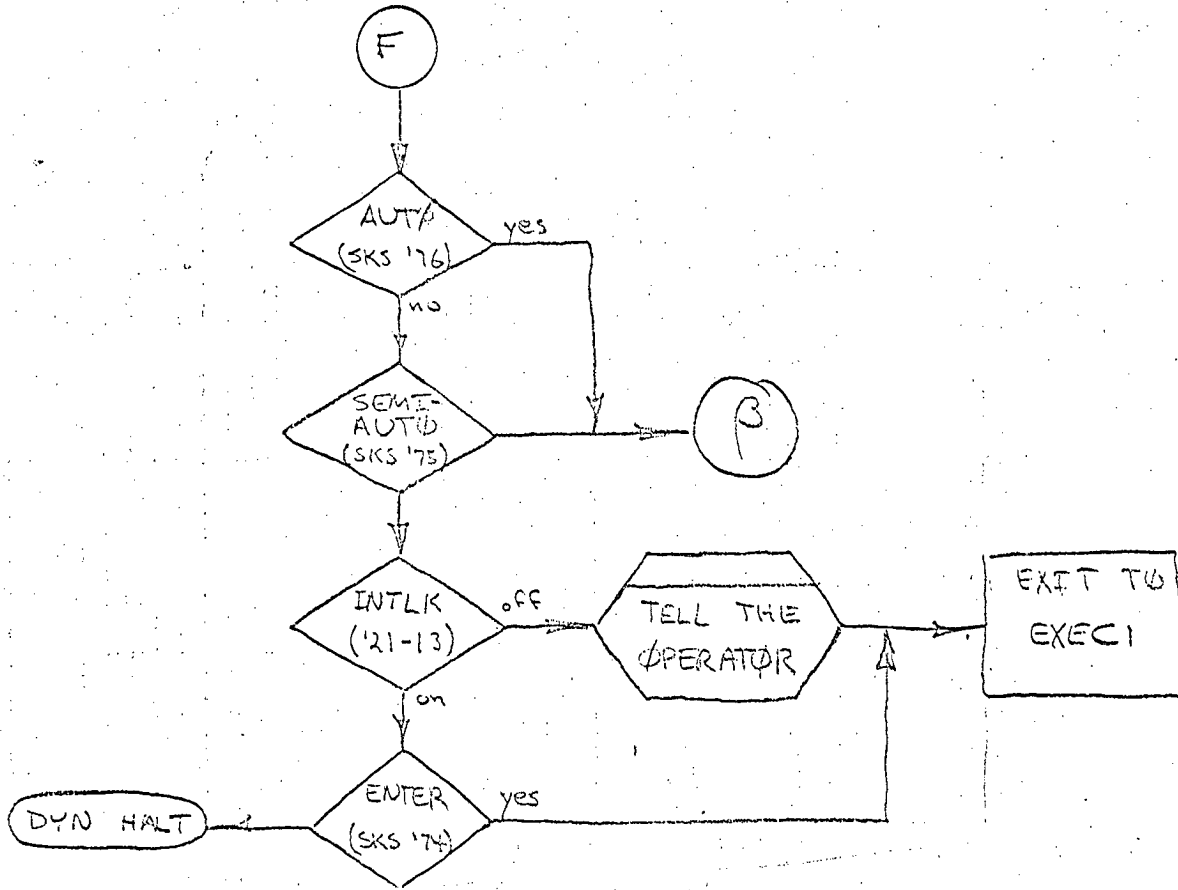 F
AUTØ
(SKS '76)
yes
no
SEMI-
AUTØ
(SKS '75)
β
INTLK
('21-13)
off
on
TELL THE
ØPERATØR
EXIT TØ
EXEC1
ENTER
(SKS '74)
yes
DYN HALT